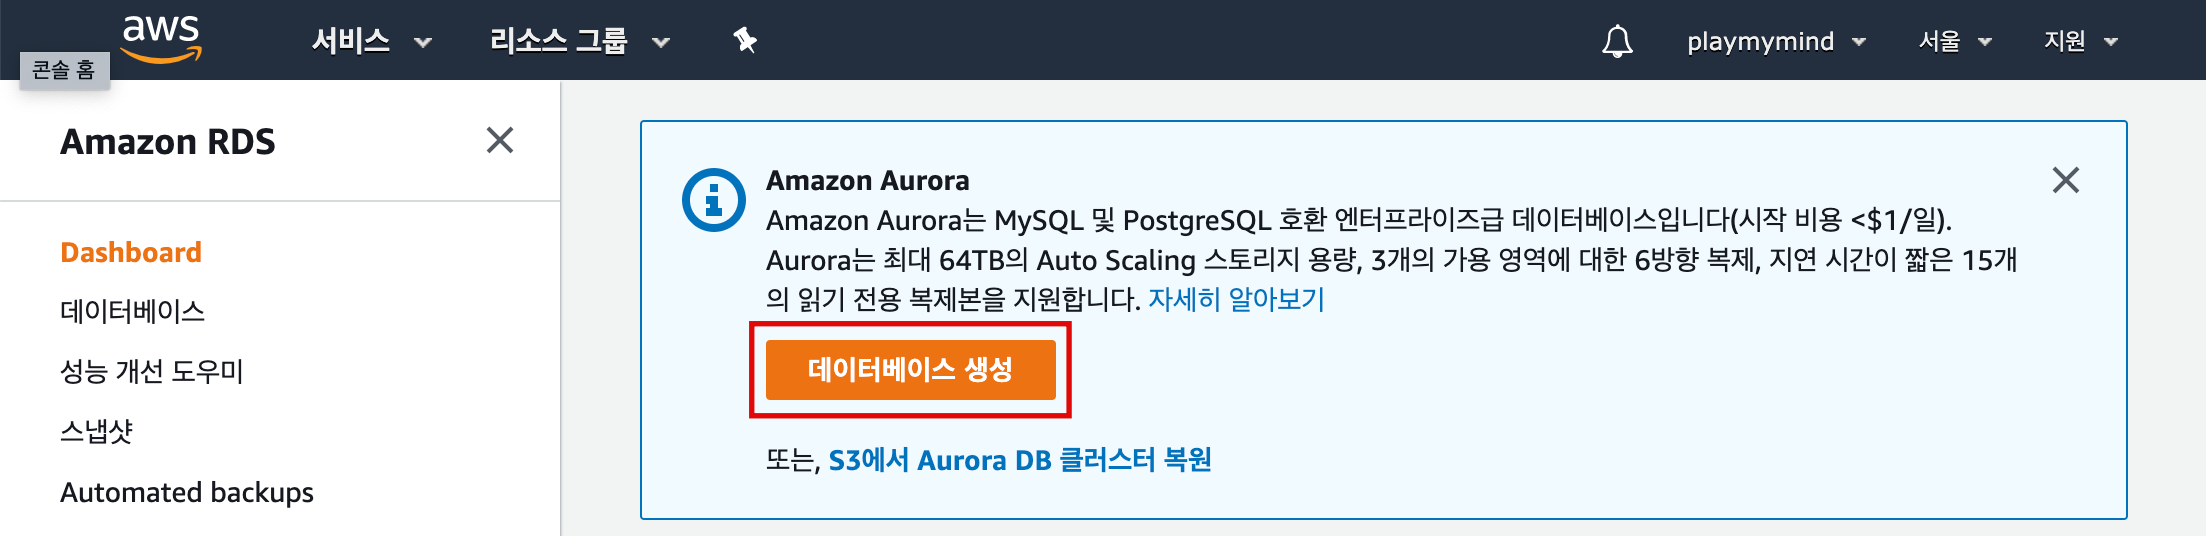 aws 서비스 리소스 그룹 playmymind 서울 지원
콘솔 홈
Amazon RDS
Dashboard
데이터베이스
성능 개선 도우미
스냅샷
Automated backups
Amazon Aurora
Amazon Aurora는 MySQL 및 PostgreSQL 호환 엔터프라이즈급 데이터베이스입니다(시작 비용 <$1/일).
Aurora는 최대 64TB의 Auto Scaling 스토리지 용량, 3개의 가용 영역에 대한 6방향 복제, 지연 시간이 짧은 15개
의 읽기 전용 복제본을 지원합니다. 자세히 알아보기
데이터베이스 생성
또는, S3에서 Aurora DB 클러스터 복원